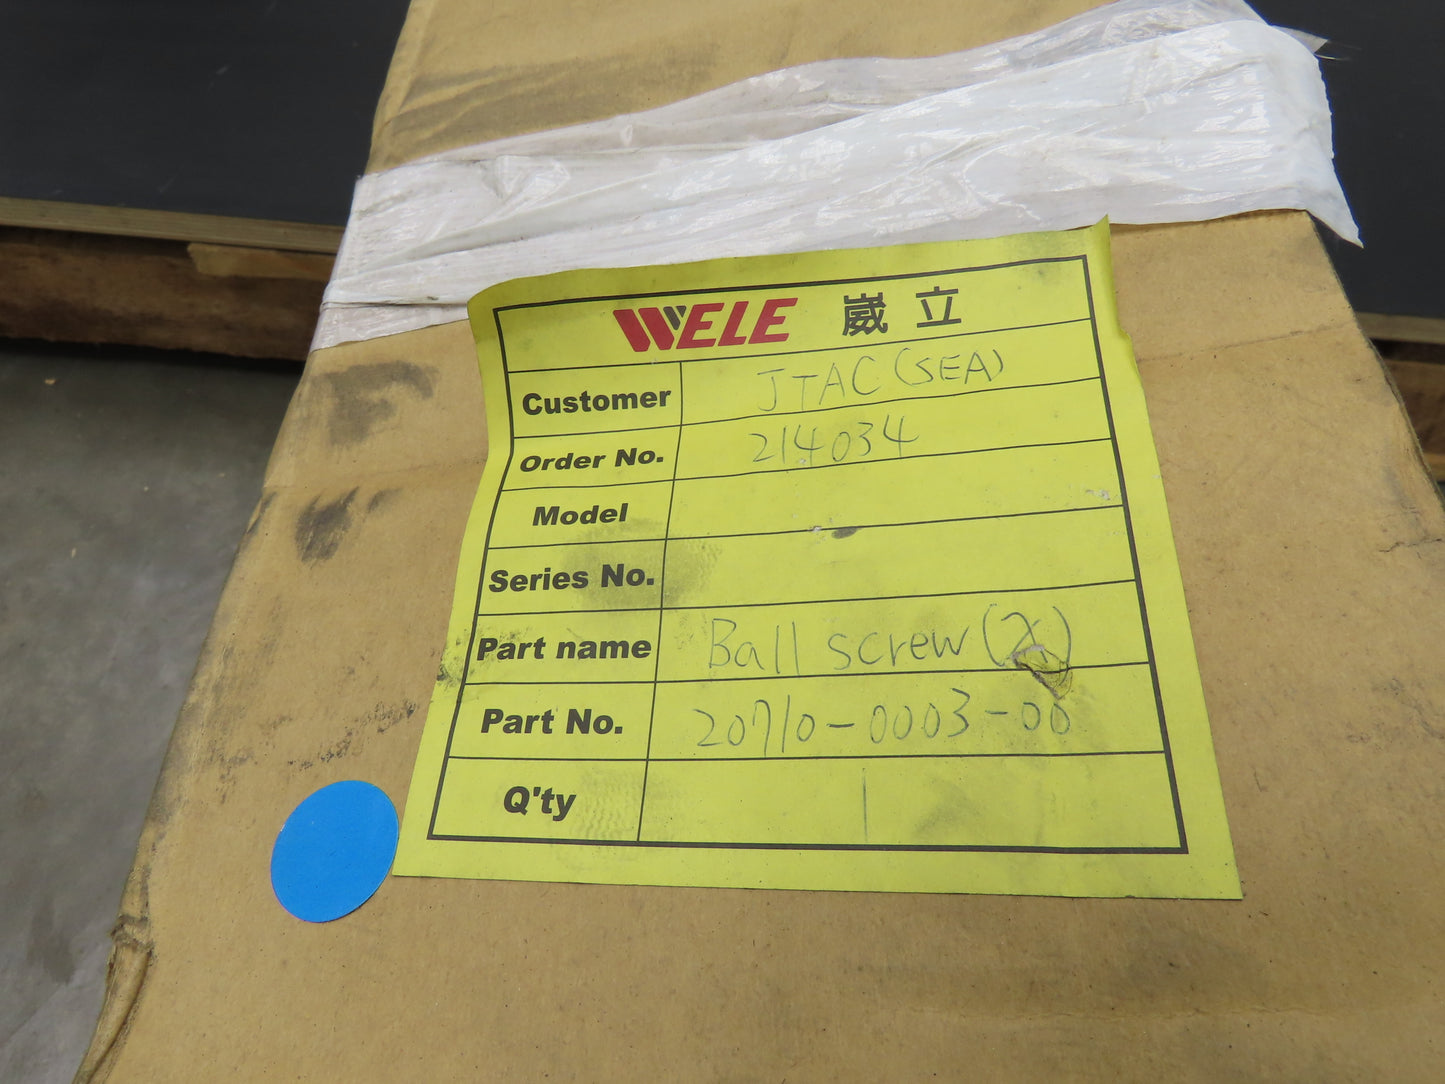 WELE 崴立
Customer JTAC (SEA)
Order No. 214034
Model
Series No.
Part name Ball screw (X)
Part No. 20710-0003-00
Q'ty 1